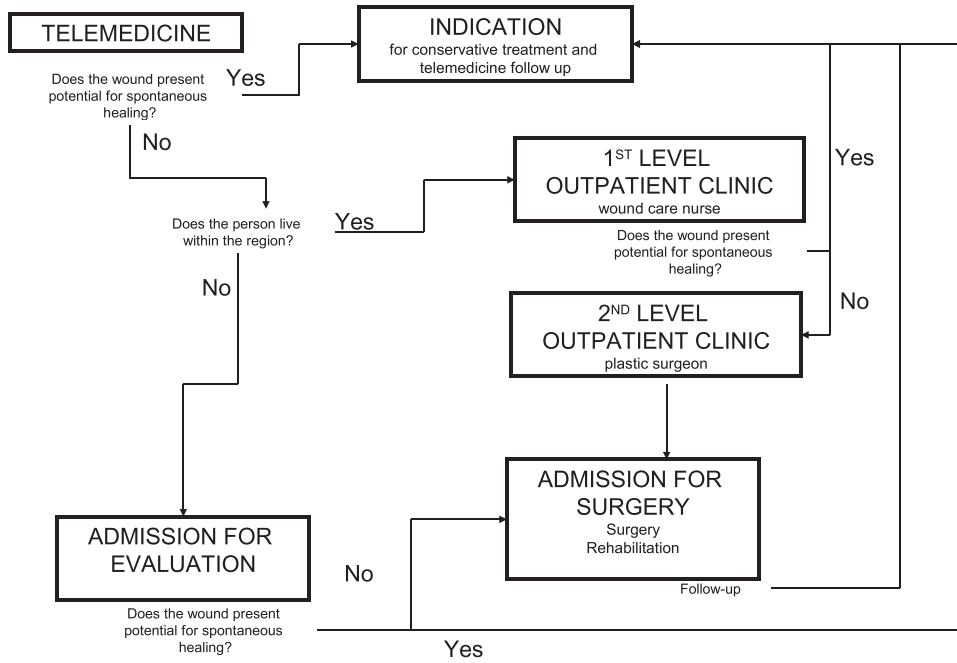 TELEMEDICINE
INDICATION
for conservative treatment and
telemedicine follow up
Does the wound present
potential for spontaneous
healing?
Yes
No
1ST LEVEL
OUTPATIENT CLINIC
wound care nurse
Yes
Does the person live
within the region?
Yes
Does the wound present
potential for spontaneous
healing?
No
No
2ND LEVEL
OUTPATIENT CLINIC
plastic surgeon
ADMISSION FOR
SURGERY
Surgery
Rehabilitation
Follow-up
ADMISSION FOR
EVALUATION
No
Does the wound present
potential for spontaneous
healing?
Yes